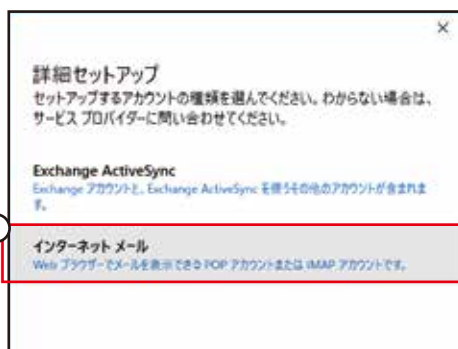 詳細セットアップ
セットアップするアカウントの種類を選んでください。わからない場合は、
サービス プロバイダーに問い合わせてください。
Exchange ActiveSync
Exchange アカウントと、Exchange ActiveSync を使うその他のアカウントが含まれま
す。
インターネット メール
Web ブラウザーでメールを表示できる POP アカウントまたは IMAP アカウントです。